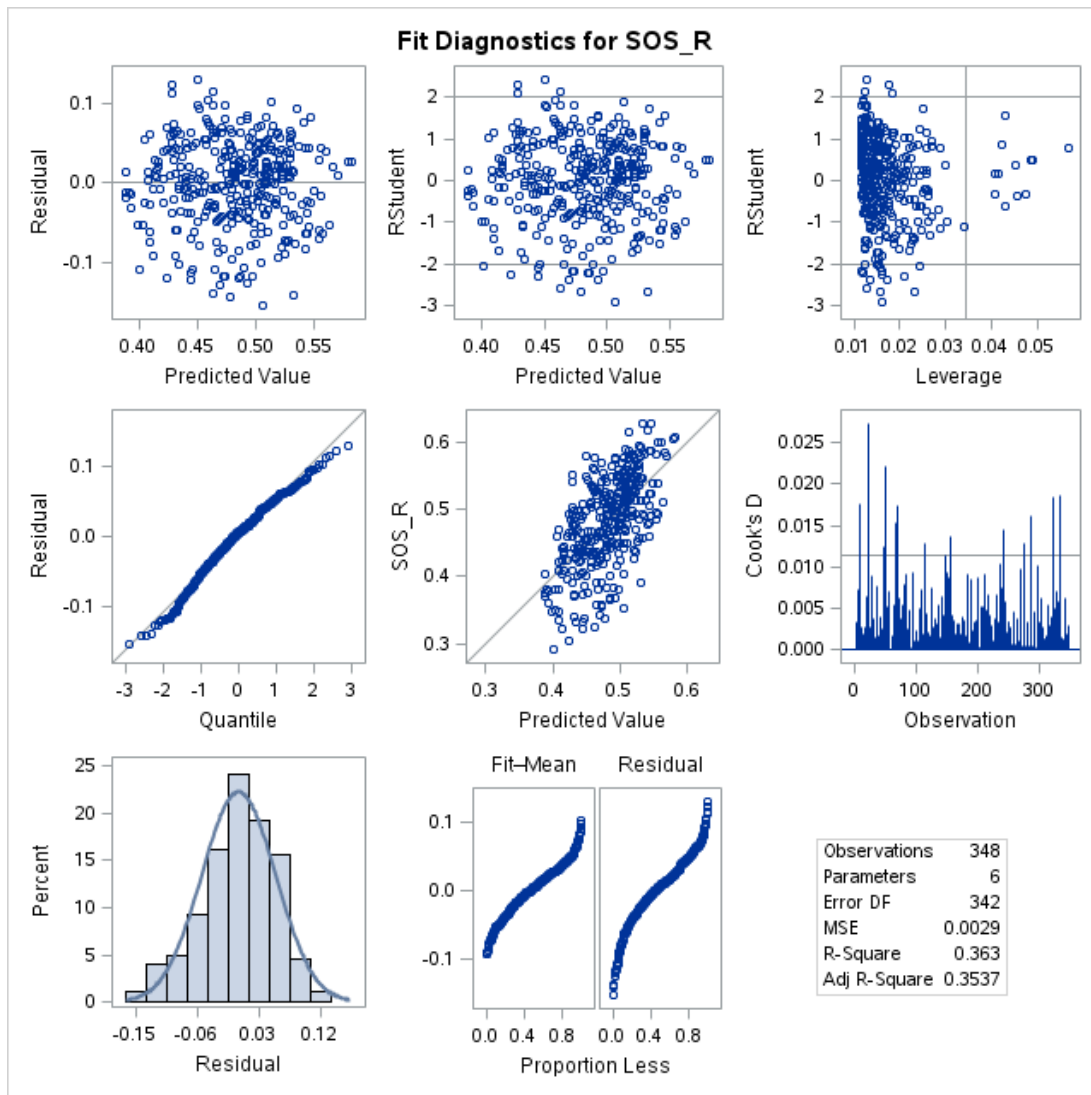 Fit Diagnostics for SOS_R
Residual
0.1
0.0
-0.1
0.40 0.45 0.50 0.55
Predicted Value
RStudent
2
1
0
-1
-2
-3
0.40 0.45 0.50 0.55
Predicted Value
RStudent
2
1
0
-1
-2
-3
0.01 0.02 0.03 0.04 0.05
Leverage
Residual
0.1
0.0
-0.1
-3 -2 -1 0 1 2 3
Quantile
SOS_R
0.6
0.5
0.4
0.3
0.3 0.4 0.5 0.6
Predicted Value
Cook's D
0.025
0.020
0.015
0.010
0.005
0.000
0 100 200 300
Observation
Percent
25
20
15
10
5
0
-0.15 -0.06 0.03 0.12
Residual
Fit–Mean Residual
0.1
0.0
-0.1
0.0 0.4 0.8 0.0 0.4 0.8
Proportion Less
Observations 348
Parameters 6
Error DF 342
MSE 0.0029
R-Square 0.363
Adj R-Square 0.3537